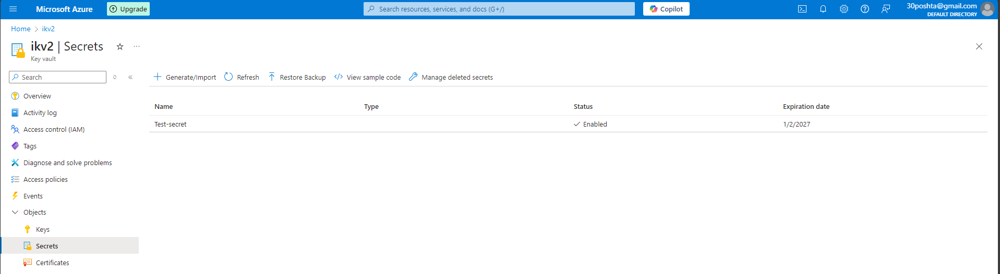 Microsoft Azure
Upgrade
Search resources, services, and docs (G+/)
Copilot
30poshta@gmail.com
DEFAULT DIRECTORY
Home > ikv2
ikv2 | Secrets
Key vault
Search
Generate/Import
Refresh
Restore Backup
View sample code
Manage deleted secrets
Overview
Activity log
Access control (IAM)
Tags
Diagnose and solve problems
Access policies
Events
Objects
Keys
Secrets
Certificates
Name Type Status Expiration date
Test-secret Enabled 1/2/2027